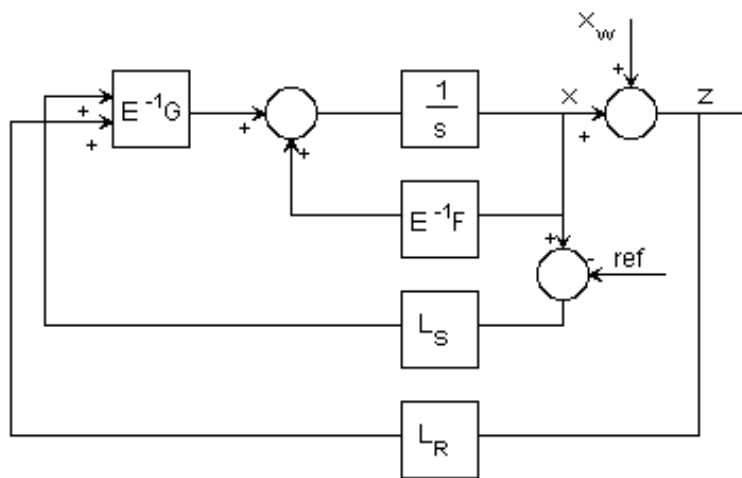 x_w
+
E⁻¹G
+
+
+
+
1
s
x
+
z
E⁻¹F
+
-
ref
L_S
L_R